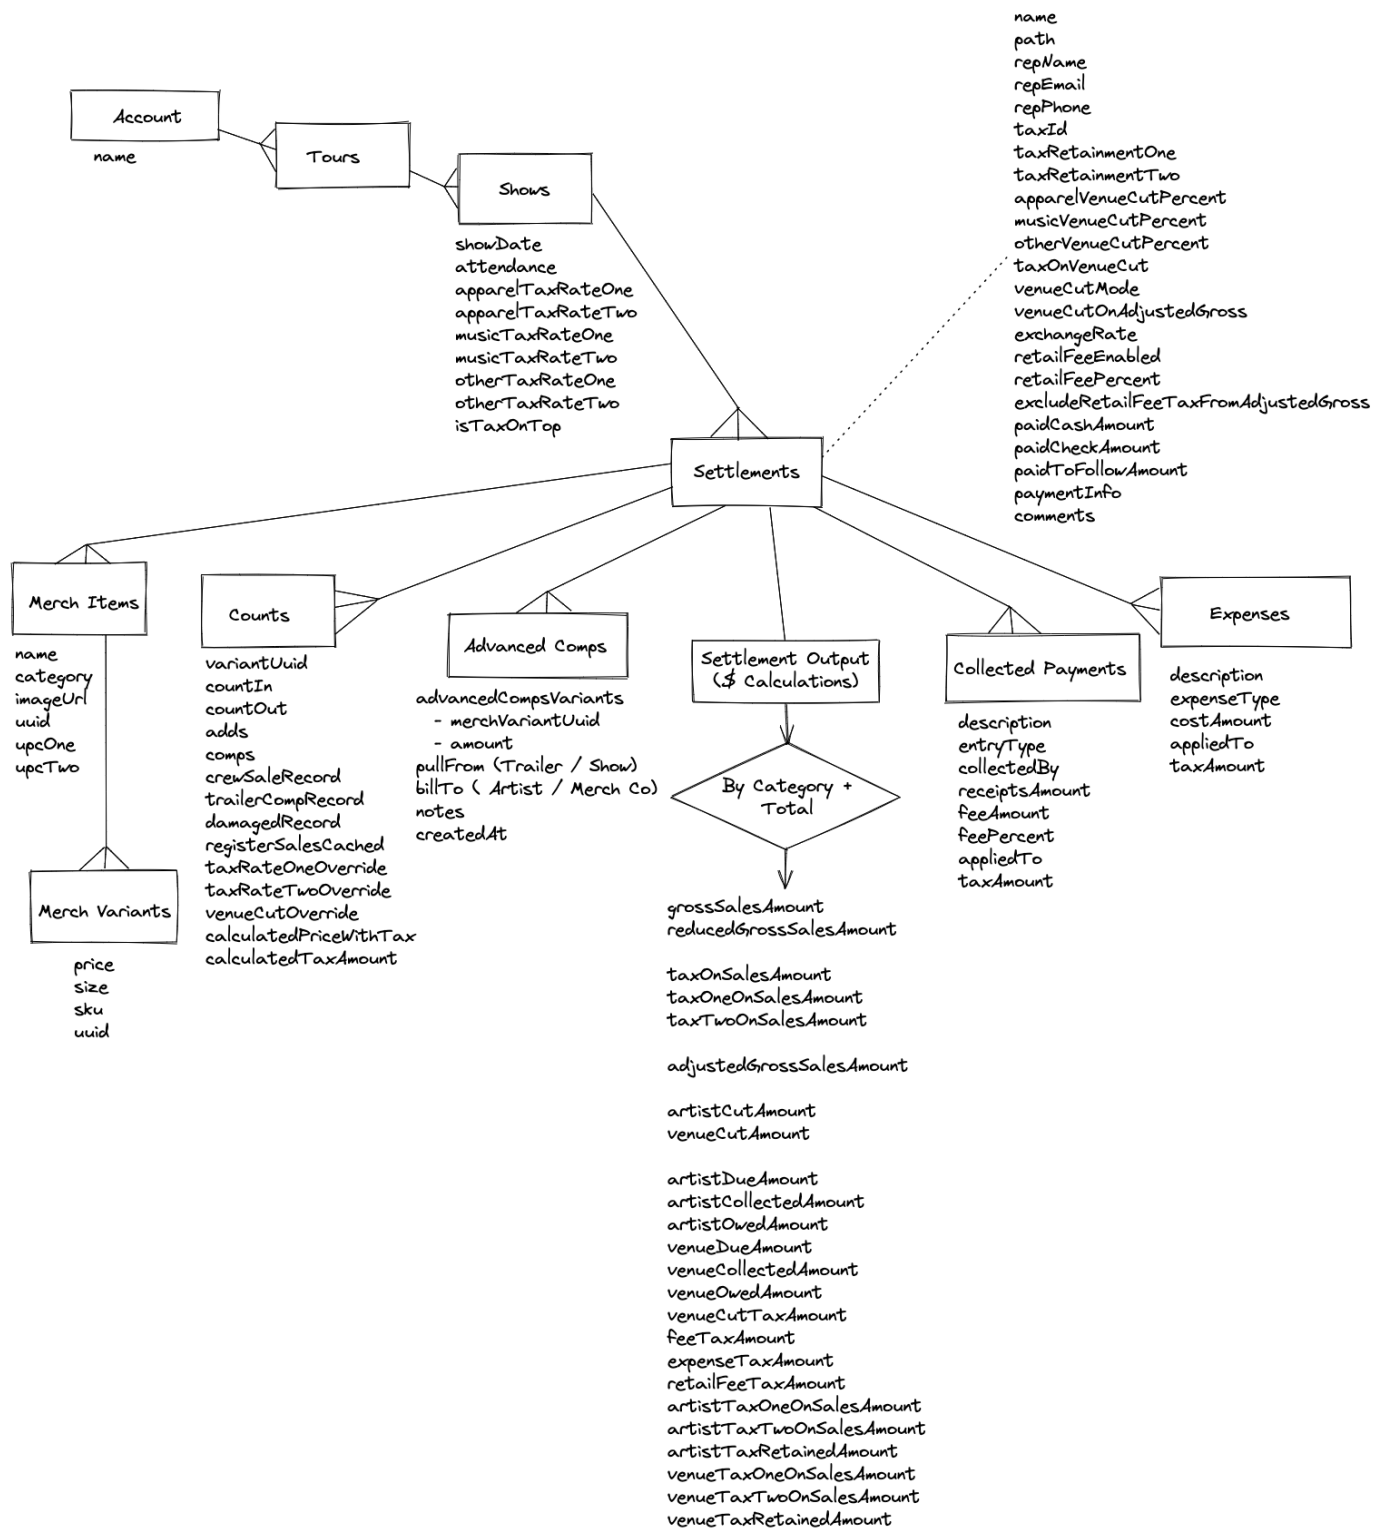 Account
name
Tours
Shows
showDate
attendance
apparelTaxRateOne
apparelTaxRateTwo
musicTaxRateOne
musicTaxRateTwo
otherTaxRateOne
otherTaxRateTwo
isTaxOnTop
name
path
repName
repEmail
repPhone
taxId
taxRetainmentOne
taxRetainmentTwo
apparelVenueCutPercent
musicVenueCutPercent
otherVenueCutPercent
taxOnVenueCut
venueCutMode
venueCutOnAdjustedGross
exchangeRate
retailFeeEnabled
retailFeePercent
excludeRetailFeeTaxFromAdjustedGross
paidCashAmount
paidCheckAmount
paidToFollowAmount
paymentInfo
comments
Settlements
Merch Items
name
category
imageUrl
uuid
upcOne
upcTwo
Merch Variants
price
size
sku
uuid
Counts
variantUuid
countIn
countOut
adds
comps
crewSaleRecord
trailerCompRecord
damagedRecord
registerSalesCached
taxRateOneOverride
taxRateTwoOverride
venueCutOverride
calculatedPriceWithTax
calculatedTaxAmount
Advanced Comps
advancedCompsVariants
- merchVariantUuid
- amount
pullFrom (Trailer / Show)
billTo ( Artist / Merch Co)
notes
createdAt
Settlement Output
($ Calculations)
By Category +
Total
grossSalesAmount
reducedGrossSalesAmount
taxOnSalesAmount
taxOneOnSalesAmount
taxTwoOnSalesAmount
adjustedGrossSalesAmount
artistCutAmount
venueCutAmount
artistDueAmount
artistCollectedAmount
artistOwedAmount
venueDueAmount
venueCollectedAmount
venueOwedAmount
venueCutTaxAmount
feeTaxAmount
expenseTaxAmount
retailFeeTaxAmount
artistTaxOneOnSalesAmount
artistTaxTwoOnSalesAmount
artistTaxRetainedAmount
venueTaxOneOnSalesAmount
venueTaxTwoOnSalesAmount
venueTaxRetainedAmount
Collected Payments
description
entryType
collectedBy
receiptsAmount
feeAmount
feePercent
appliedTo
taxAmount
Expenses
description
expenseType
costAmount
appliedTo
taxAmount